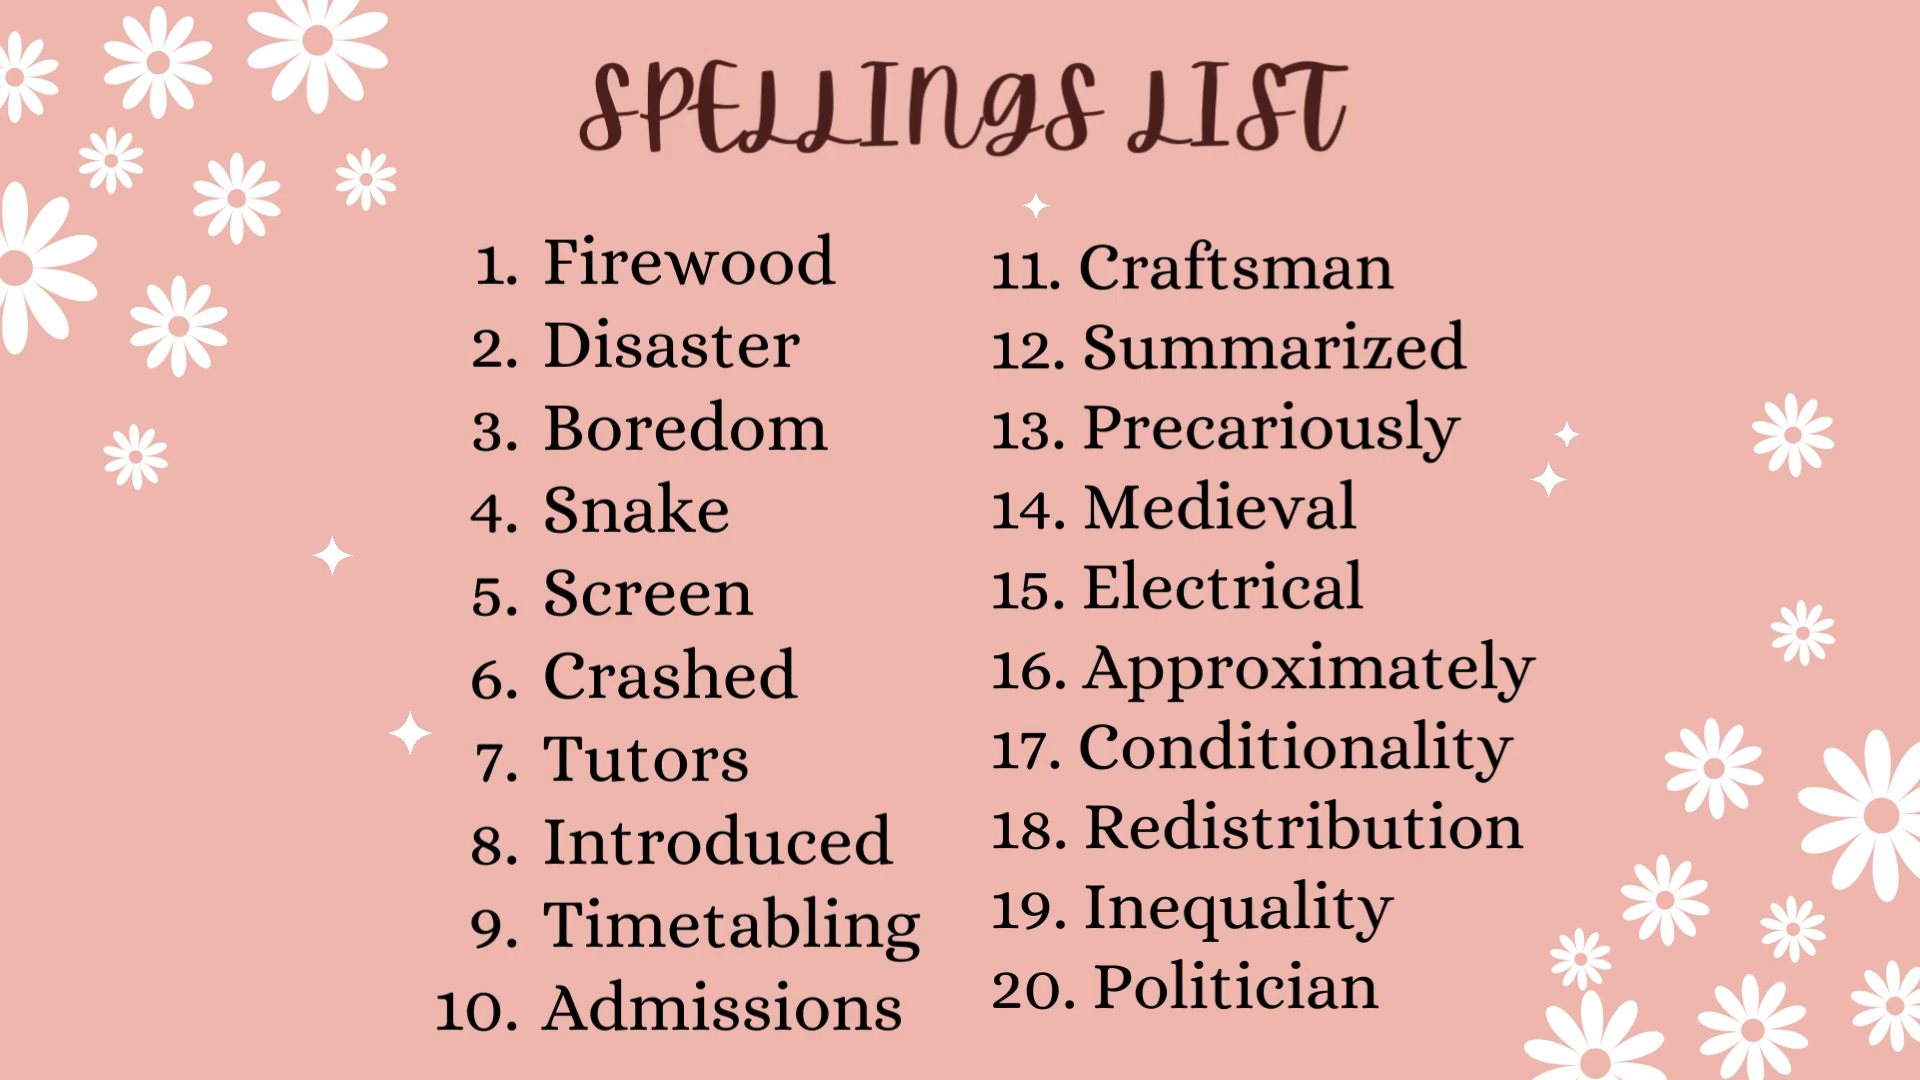 SPELLINGS LIST
1. Firewood
2. Disaster
3. Boredom
4. Snake
5. Screen
6. Crashed
7. Tutors
8. Introduced
9. Timetabling
10. Admissions
11. Craftsman
12. Summarized
13. Precariously
14. Medieval
15. Electrical
16. Approximately
17. Conditionality
18. Redistribution
19. Inequality
20. Politician